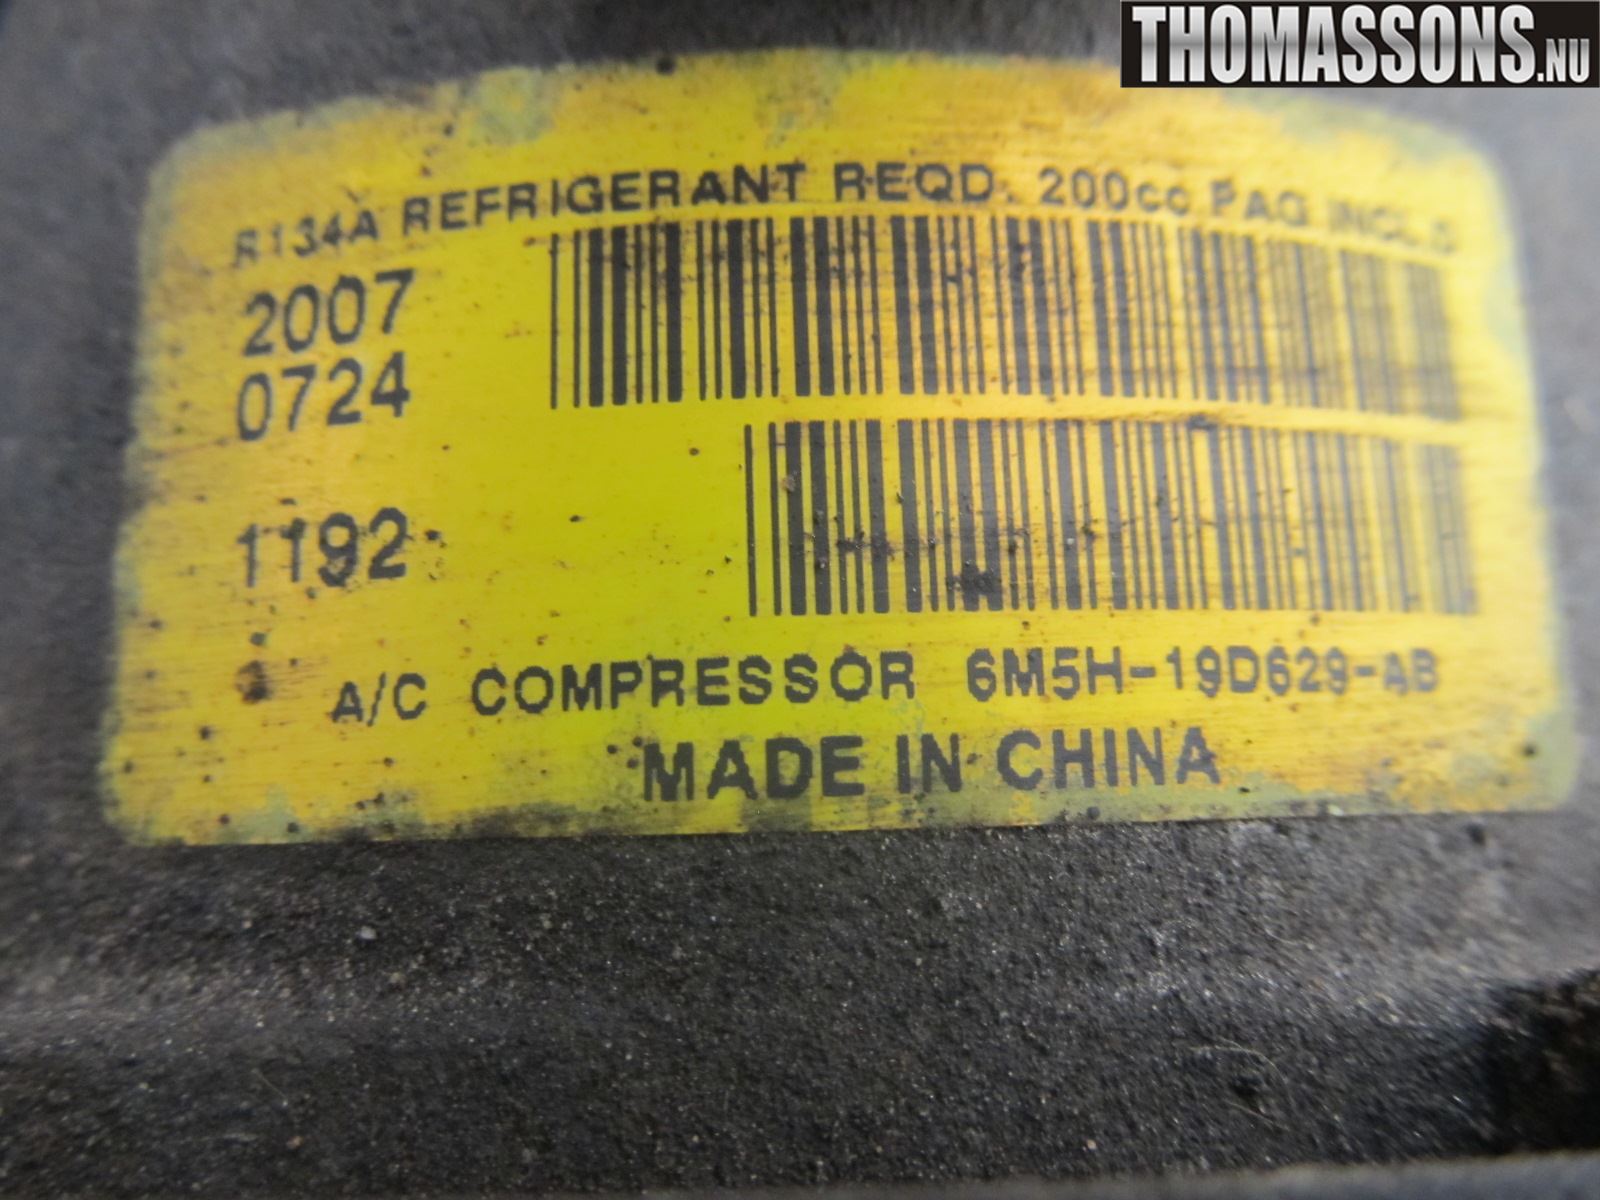 THOMASSONS.NU
R134A REFRIGERANT REQD. 200cc PAG INCL.D
2007
0724
1192
A/C COMPRESSOR 6M5H-19D629-AB
MADE IN CHINA